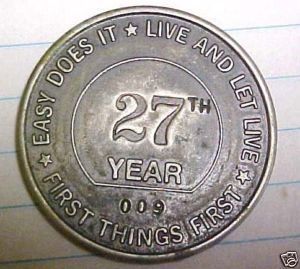 ★ EASY DOES IT ★ LIVE AND LET LIVE ★ FIRST THINGS FIRST
27TH
YEAR
009